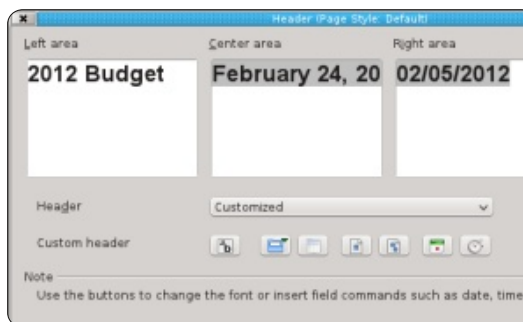 Header (Page Style: Default)
Left area Center area Right area
2012 Budget February 24, 20 02/05/2012
Header Customized
Custom header
Note
Use the buttons to change the font or insert field commands such as date, time